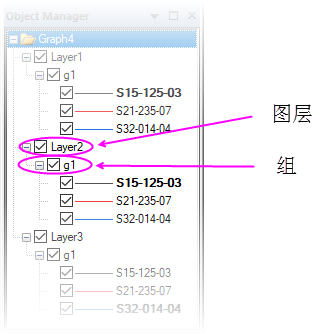 Object Manager
Graph4
Layer1
g1
S15-125-03
S21-235-07
S32-014-04
Layer2
g1
S15-125-03
S21-235-07
S32-014-04
Layer3
g1
S15-125-03
S21-235-07
S32-014-04
图层
组